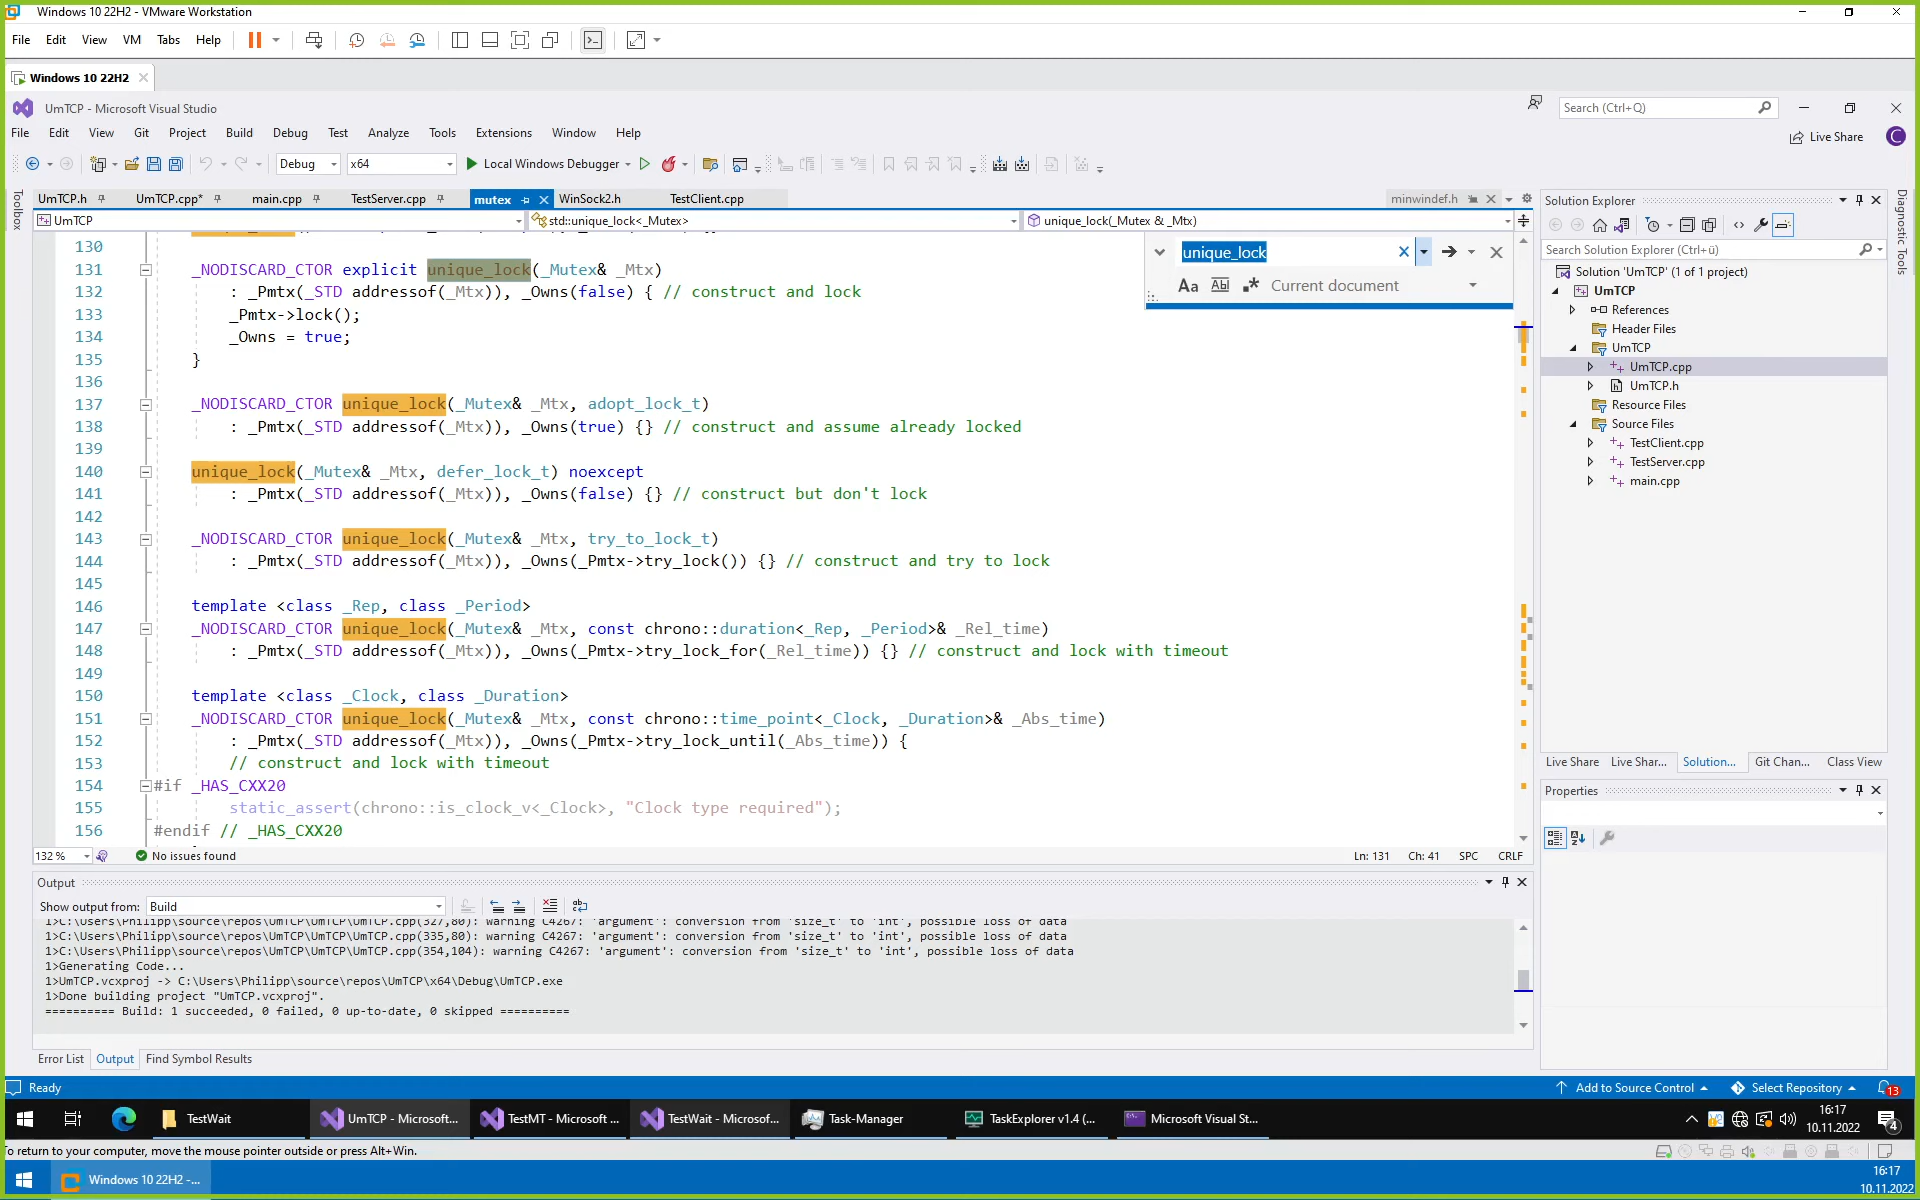 Windows 10 22H2 - VMware Workstation
File Edit View VM Tabs Help
Windows 10 22H2
UmTCP - Microsoft Visual Studio
Search (Ctrl+Q)
File Edit View Git Project Build Debug Test Analyze Tools Extensions Window Help
Live Share
C
Debug x64 Local Windows Debugger
Toolbox
UmTCP.h UmTCP.cpp* main.cpp TestServer.cpp mutex WinSock2.h TestClient.cpp minwindef.h
UmTCP std::unique_lock<_Mutex> unique_lock(_Mutex & _Mtx)
unique_lock
Aa Abl .* Current document
130
131 _NODISCARD_CTOR explicit unique_lock(_Mutex& _Mtx)
132 : _Pmtx(_STD addressof(_Mtx)), _Owns(false) { // construct and lock
133 _Pmtx->lock();
134 _Owns = true;
135 }
136
137 _NODISCARD_CTOR unique_lock(_Mutex& _Mtx, adopt_lock_t)
138 : _Pmtx(_STD addressof(_Mtx)), _Owns(true) {} // construct and assume already locked
139
140 unique_lock(_Mutex& _Mtx, defer_lock_t) noexcept
141 : _Pmtx(_STD addressof(_Mtx)), _Owns(false) {} // construct but don't lock
142
143 _NODISCARD_CTOR unique_lock(_Mutex& _Mtx, try_to_lock_t)
144 : _Pmtx(_STD addressof(_Mtx)), _Owns(_Pmtx->try_lock()) {} // construct and try to lock
145
146 template <class _Rep, class _Period>
147 _NODISCARD_CTOR unique_lock(_Mutex& _Mtx, const chrono::duration<_Rep, _Period>& _Rel_time)
148 : _Pmtx(_STD addressof(_Mtx)), _Owns(_Pmtx->try_lock_for(_Rel_time)) {} // construct and lock with timeout
149
150 template <class _Clock, class _Duration>
151 _NODISCARD_CTOR unique_lock(_Mutex& _Mtx, const chrono::time_point<_Clock, _Duration>& _Abs_time)
152 : _Pmtx(_STD addressof(_Mtx)), _Owns(_Pmtx->try_lock_until(_Abs_time)) {
153 // construct and lock with timeout
154 #if _HAS_CXX20
155 static_assert(chrono::is_clock_v<_Clock>, "Clock type required");
156 #endif // _HAS_CXX20
132 % No issues found Ln: 131 Ch: 41 SPC CRLF
Solution Explorer
Search Solution Explorer (Ctrl+ü)
Solution 'UmTCP' (1 of 1 project)
UmTCP
References
Header Files
UmTCP
UmTCP.cpp
UmTCP.h
Resource Files
Source Files
TestClient.cpp
TestServer.cpp
main.cpp
Diagnostic Tools
Live Share Live Shar... Solution... Git Chan... Class View
Properties
Output
Show output from: Build
1>C:\Users\Philipp\source\repos\UmTCP\UmTCP\UmTCP.cpp(327,80): warning C4267: 'argument': conversion from 'size_t' to 'int', possible loss of data
1>C:\Users\Philipp\source\repos\UmTCP\UmTCP\UmTCP.cpp(335,80): warning C4267: 'argument': conversion from 'size_t' to 'int', possible loss of data
1>C:\Users\Philipp\source\repos\UmTCP\UmTCP\UmTCP.cpp(354,104): warning C4267: 'argument': conversion from 'size_t' to 'int', possible loss of data
1>Generating Code...
1>UmTCP.vcxproj -> C:\Users\Philipp\source\repos\UmTCP\x64\Debug\UmTCP.exe
1>Done building project "UmTCP.vcxproj".
========== Build: 1 succeeded, 0 failed, 0 up-to-date, 0 skipped ==========
Error List Output Find Symbol Results
Ready Add to Source Control Select Repository 13
TestWait UmTCP - Microsoft... TestMT - Microsoft ... TestWait - Microsof... Task-Manager TaskExplorer v1.4 (... Microsoft Visual St... 16:17
10.11.2022 4
o return to your computer, move the mouse pointer outside or press Alt+Win.
Windows 10 22H2 -... 16:17
10.11.2022